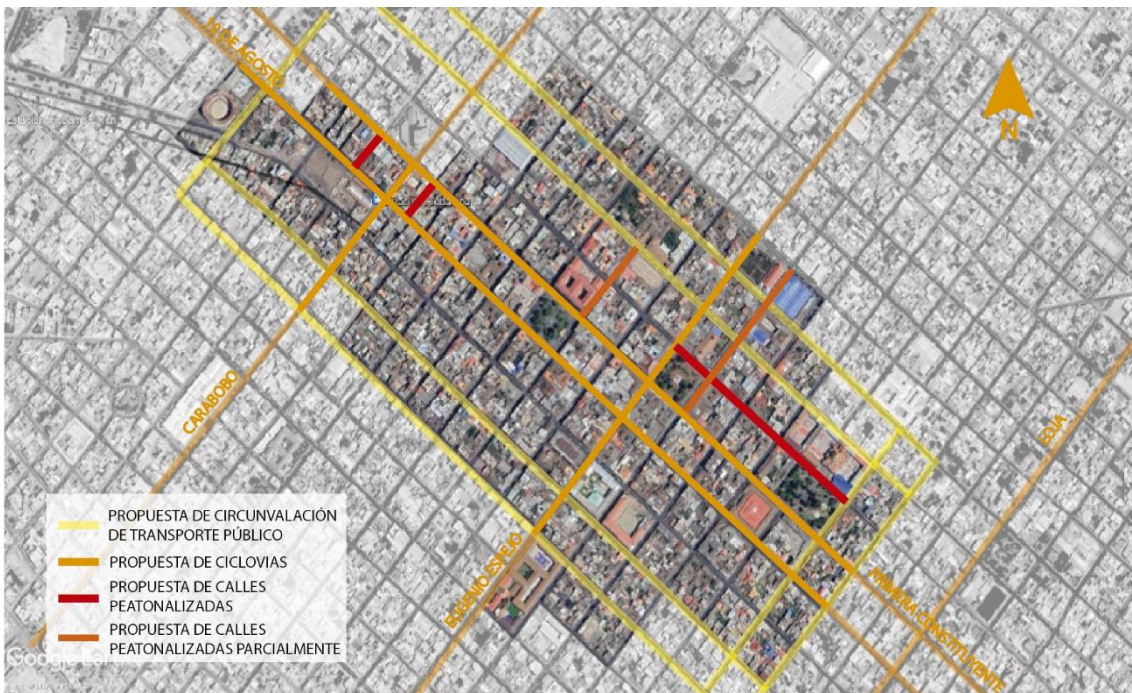 10 DE AGOSTO
N
CARABOBO
LOJA
EUGENIO ESPEJO
PRIMERA CONSTITUYENTE
PROPUESTA DE CIRCUNVALACIÓN
DE TRANSPORTE PÚBLICO
PROPUESTA DE CICLOVIAS
PROPUESTA DE CALLES
PEATONALIZADAS
PROPUESTA DE CALLES
PEATONALIZADAS PARCIALMENTE
Google Earth